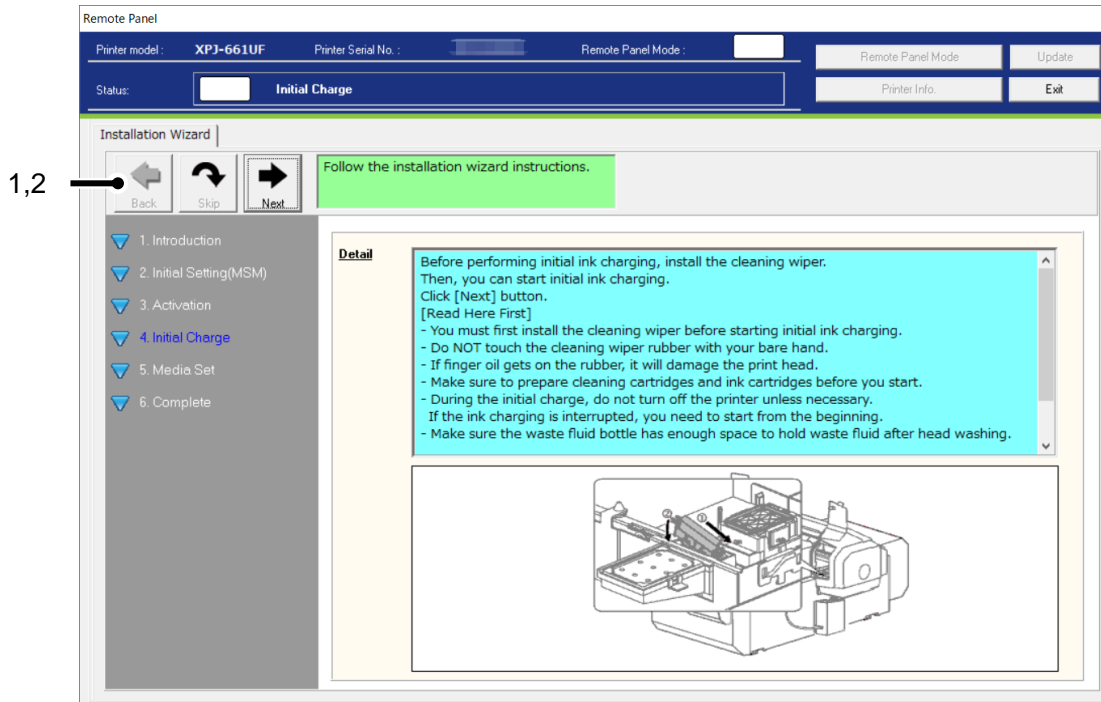 Remote Panel
Printer model : XPJ-661UF Printer Serial No. : Remote Panel Mode : Remote Panel Mode Update
Status: Initial Charge Printer Info. Exit
Installation Wizard
1,2
Back Skip Next
Follow the installation wizard instructions.
1. Introduction
2. Initial Setting(MSM)
3. Activation
4. Initial Charge
5. Media Set
6. Complete
Detail
Before performing initial ink charging, install the cleaning wiper.
Then, you can start initial ink charging.
Click [Next] button.
[Read Here First]
- You must first install the cleaning wiper before starting initial ink charging.
- Do NOT touch the cleaning wiper rubber with your bare hand.
- If finger oil gets on the rubber, it will damage the print head.
- Make sure to prepare cleaning cartridges and ink cartridges before you start.
- During the initial charge, do not turn off the printer unless necessary.
If the ink charging is interrupted, you need to start from the beginning.
- Make sure the waste fluid bottle has enough space to hold waste fluid after head washing.
② ①